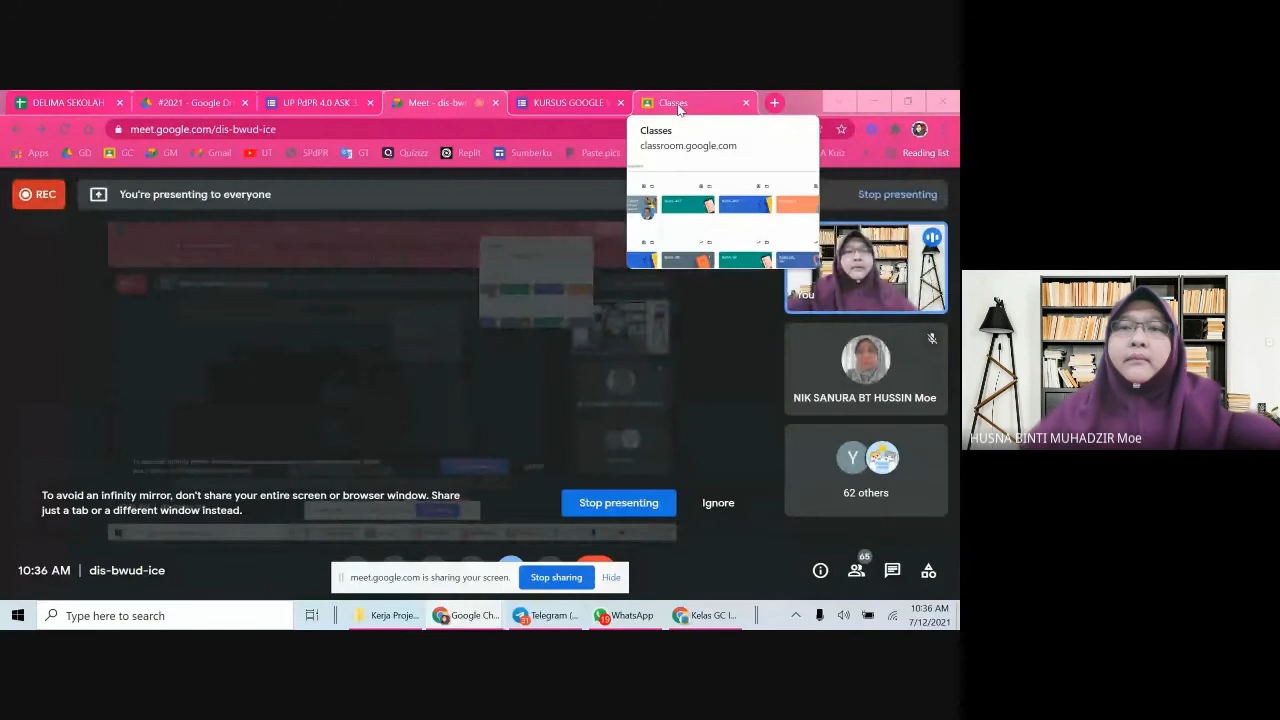 DELIMA SEKOLAH
#2021 - Google Dr
UP PdPR 4.0 ASK 3
Meet - dis-bw
KURSUS GOOGLE
Classes
meet.google.com/dis-bwud-ice
Apps
GD
GC
GM
Gmail
UT
SPdPR
GT
Quizizz
Replit
Sumberku
Paste.pics
A Kuiz
Reading list
Classes
classroom.google.com
REC
You're presenting to everyone
Stop presenting
You
NIK SANURA BT HUSSIN Moe
Y
62 others
HUSNA BINTI MUHADZIR Moe
To avoid an infinity mirror, don't share your entire screen or browser window. Share
just a tab or a different window instead.
Stop presenting
Ignore
10:36 AM | dis-bwud-ice
65
meet.google.com is sharing your screen.
Stop sharing
Hide
Type here to search
Kerja Proje...
Google Ch...
Telegram (...
WhatsApp
Kelas GC I...
10:36 AM
7/12/2021